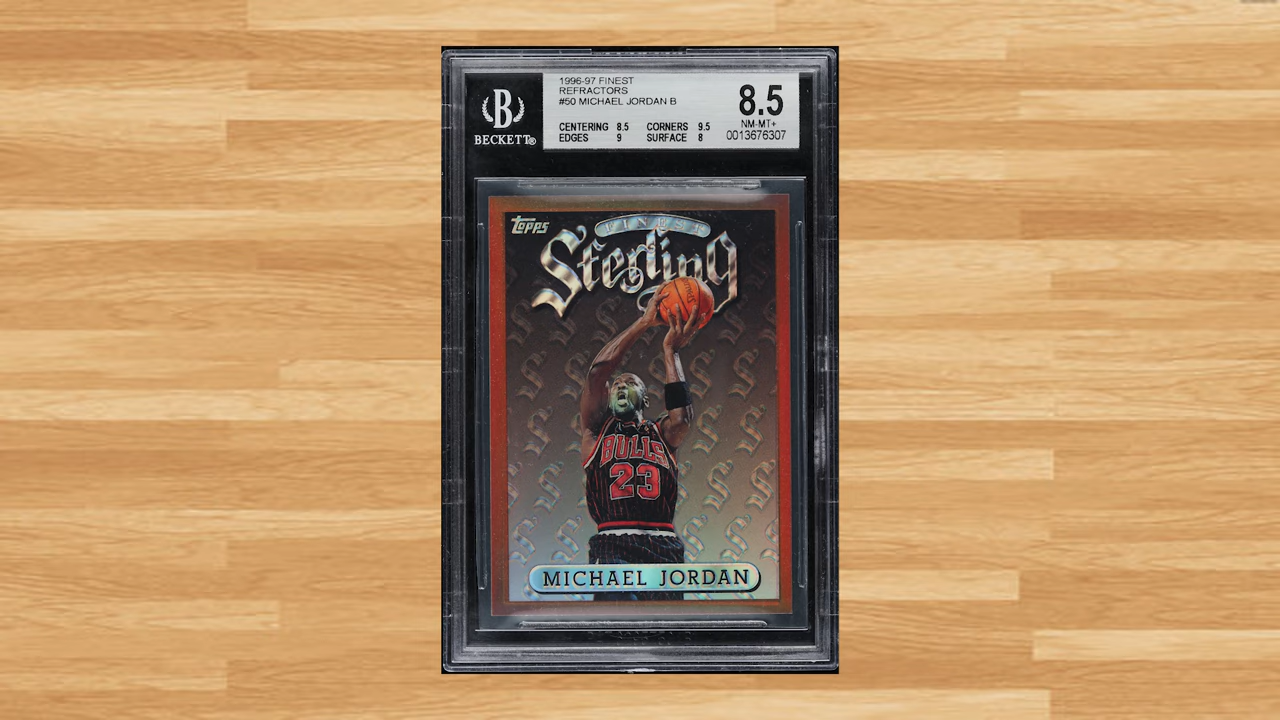 1996-97 FINEST
REFRACTORS
#50 MICHAEL JORDAN B
8.5
NM-MT+
0013676307
CENTERING 8.5 CORNERS 9.5
EDGES 9 SURFACE 8
B
BECKETT®
topps
FINEST
Sterling
BULLS
23
MICHAEL JORDAN